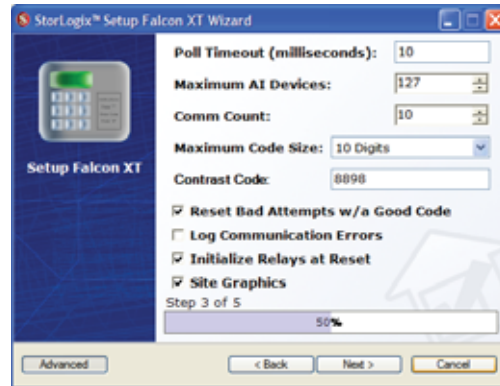 StorLogix™ Setup Falcon XT Wizard
Poll Timeout (milliseconds): 10
Maximum AI Devices: 127
Comm Count: 10
Maximum Code Size: 10 Digits
Setup Falcon XT
Contrast Code: 8898
Reset Bad Attempts w/a Good Code
Log Communication Errors
Initialize Relays at Reset
Site Graphics
Step 3 of 5
50%
Advanced < Back Next > Cancel